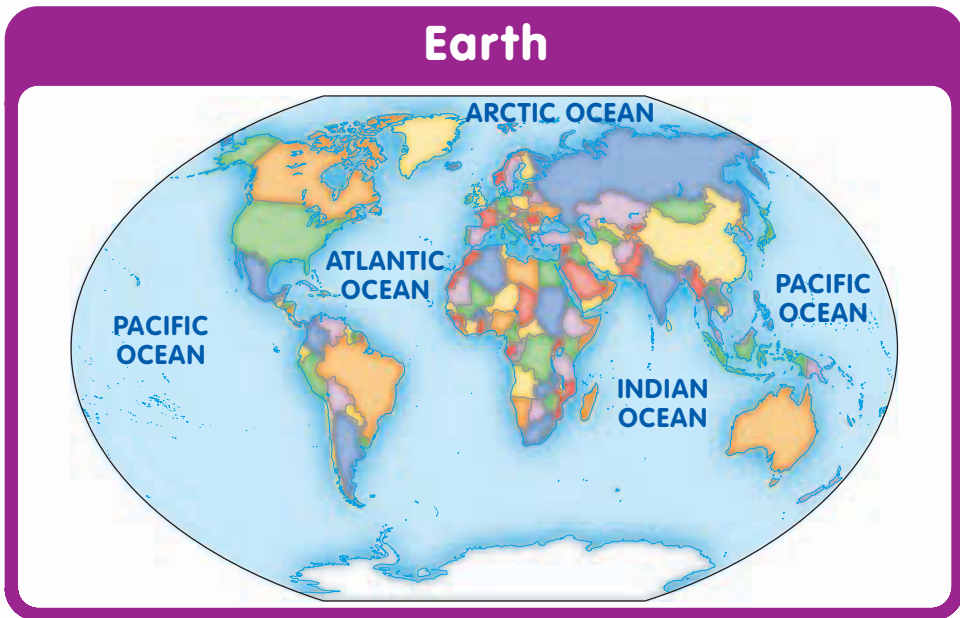 Earth
ARCTIC OCEAN
ATLANTIC
OCEAN
PACIFIC
OCEAN
PACIFIC
OCEAN
INDIAN
OCEAN